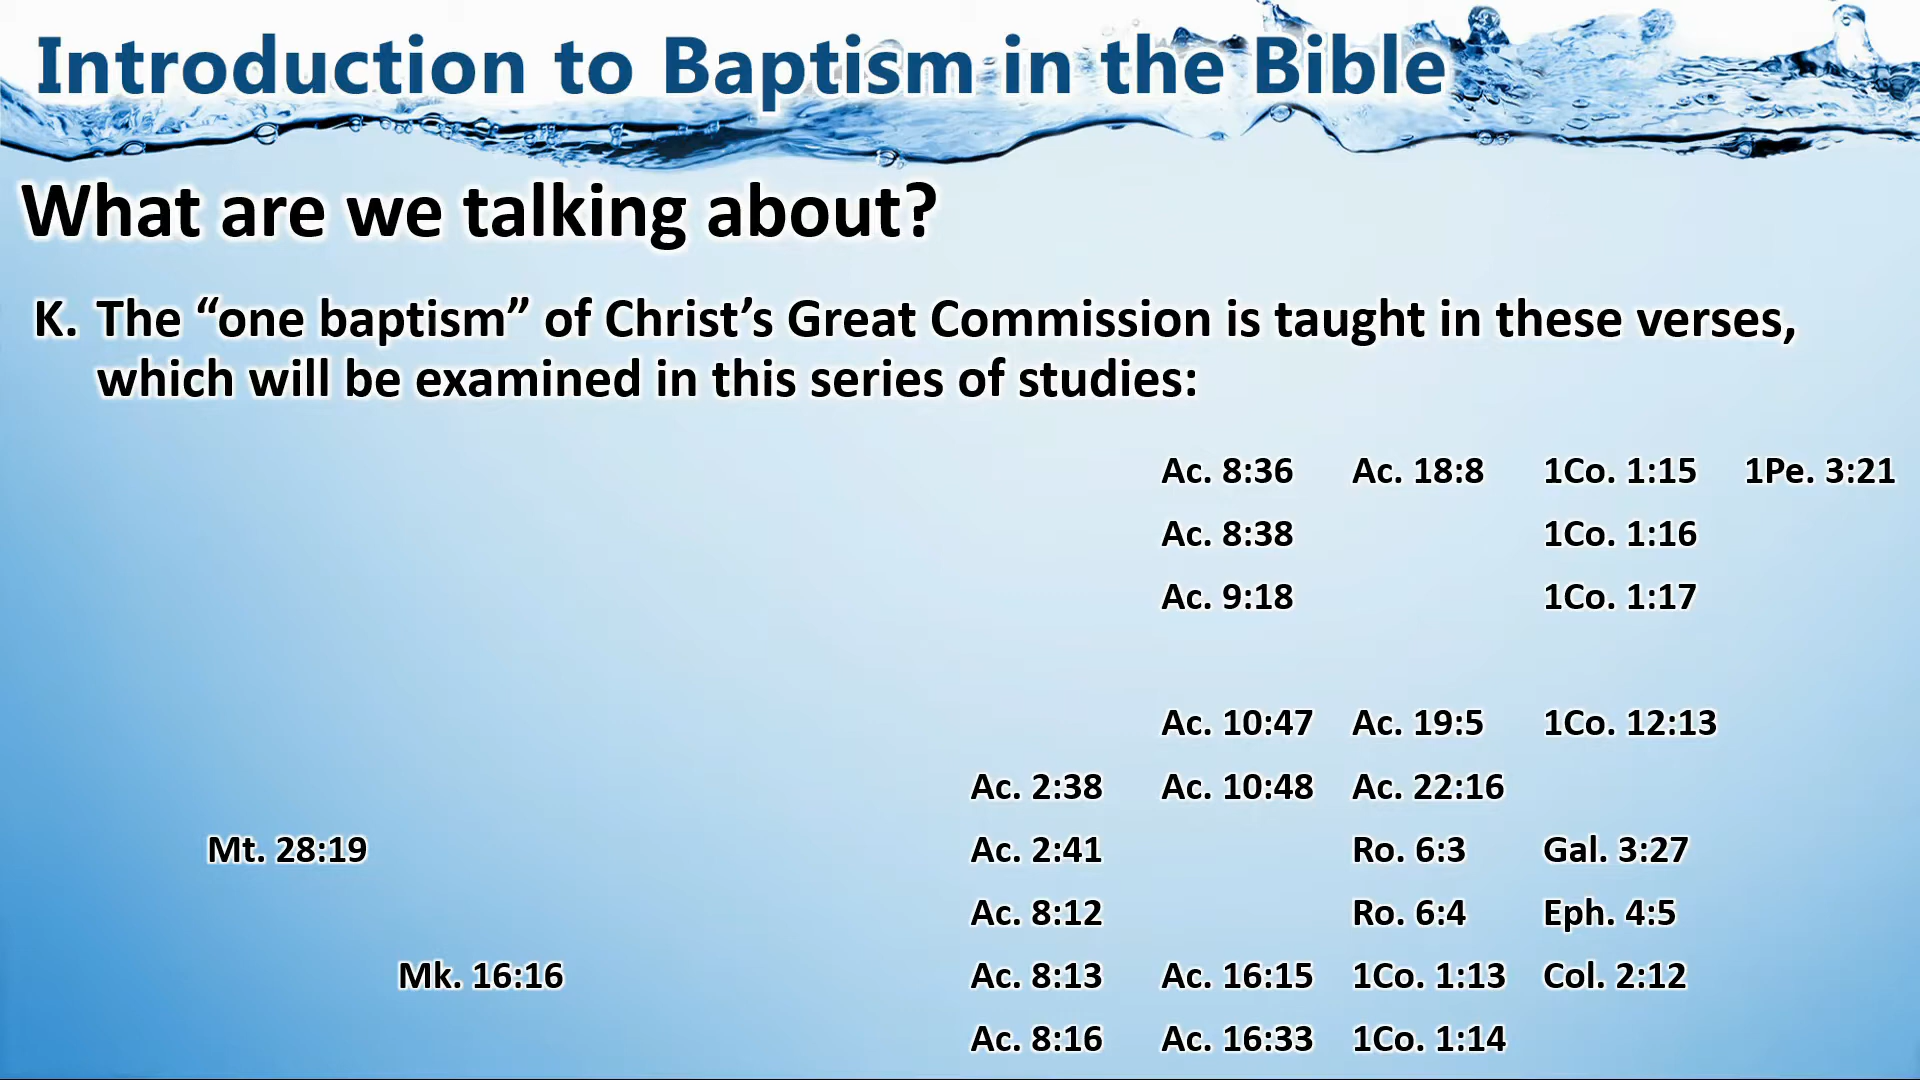 Introduction to Baptism in the Bible
What are we talking about?
K. The “one baptism” of Christ’s Great Commission is taught in these verses,
which will be examined in this series of studies:
Ac. 8:36 Ac. 18:8 1Co. 1:15 1Pe. 3:21
Ac. 8:38 1Co. 1:16
Ac. 9:18 1Co. 1:17
Ac. 10:47 Ac. 19:5 1Co. 12:13
Ac. 2:38 Ac. 10:48 Ac. 22:16
Mt. 28:19 Ac. 2:41 Ro. 6:3 Gal. 3:27
Ac. 8:12 Ro. 6:4 Eph. 4:5
Mk. 16:16 Ac. 8:13 Ac. 16:15 1Co. 1:13 Col. 2:12
Ac. 8:16 Ac. 16:33 1Co. 1:14